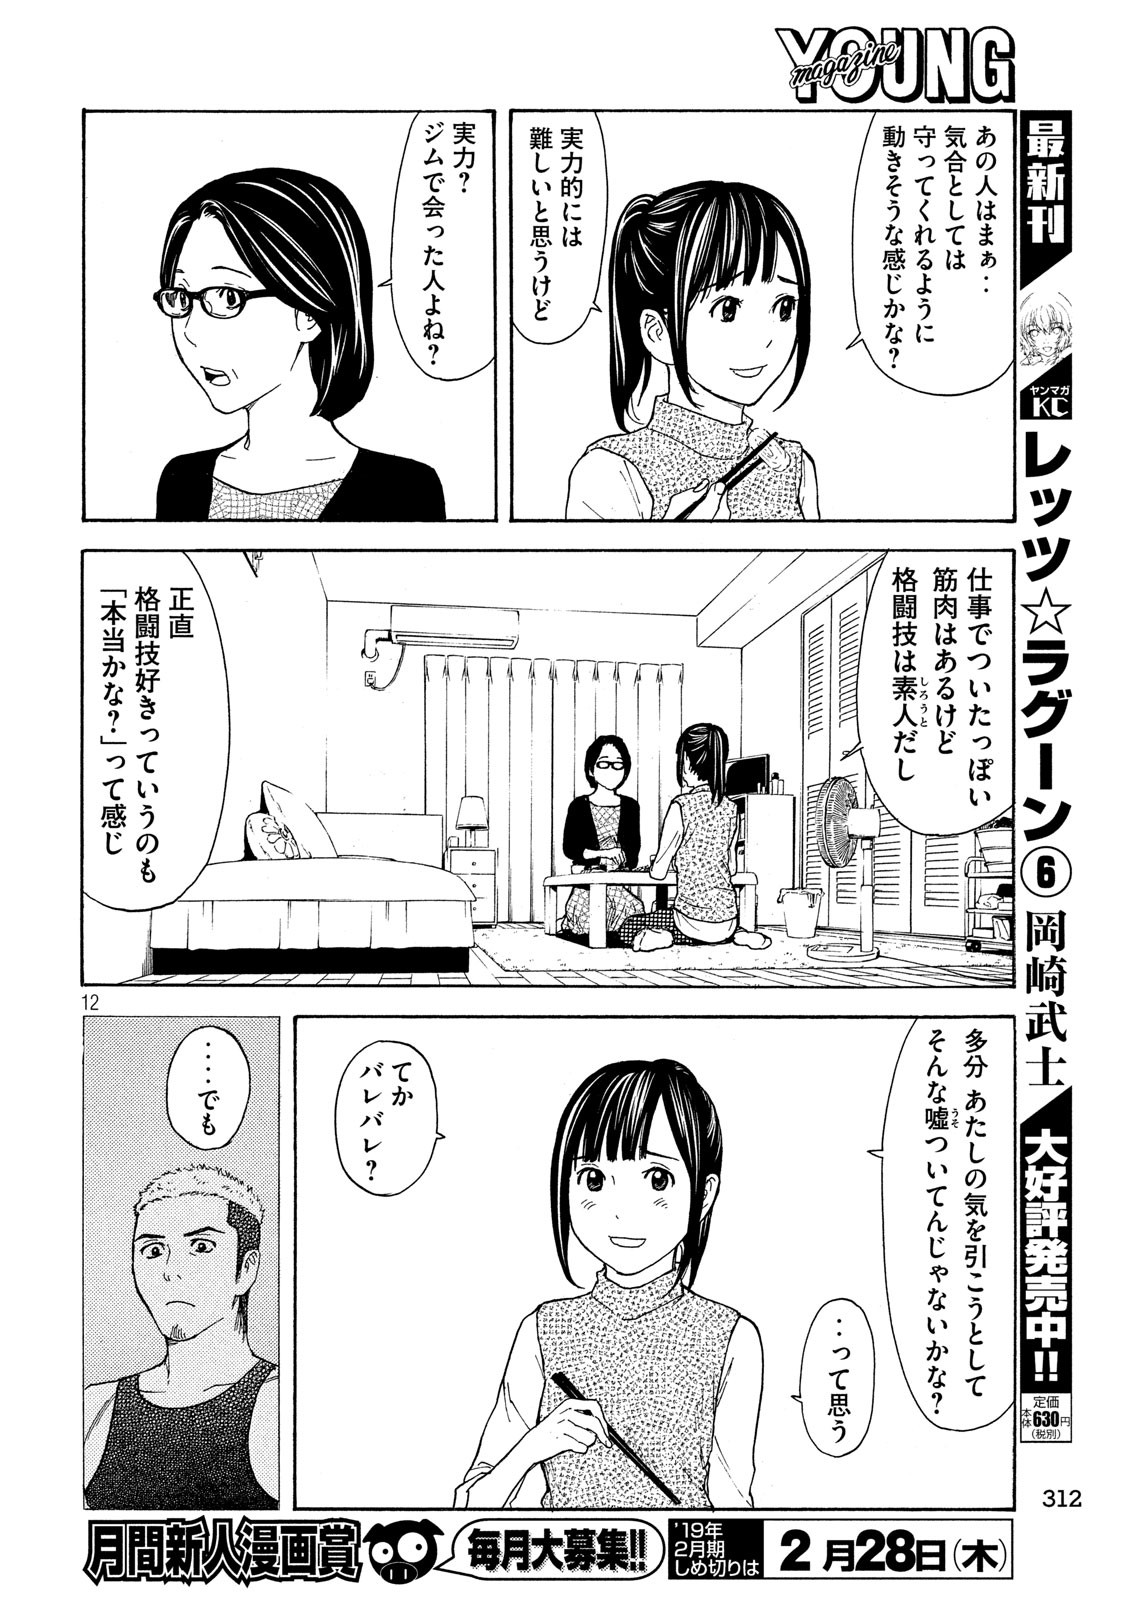 YOUNG
magazine
あの人はまぁ‥
気合としては
守ってくれるように
動きそうな感じかな？
実力的には
難しいと思うけど
実力？
ジムで会った人よね？
仕事でついたっぽい
筋肉はあるけど
格闘技は素人だし
しろうと
正直
格闘技好きっていうのも
「本当かな？」って感じ
12
多分 あたしの気を引こうとして
そんな嘘ついてんじゃないかな？
うそ
‥って思う
てか
バレバレ？
‥‥でも
最新刊
ヤンマガ
KC
レッツ☆ラグーン⑥
岡崎武士
大好評発売中!!
定価
本体630円
(税別)
312
月間新人漫画賞
毎月大募集!!
'19年
2月期
しめ切りは
2月28日(木)